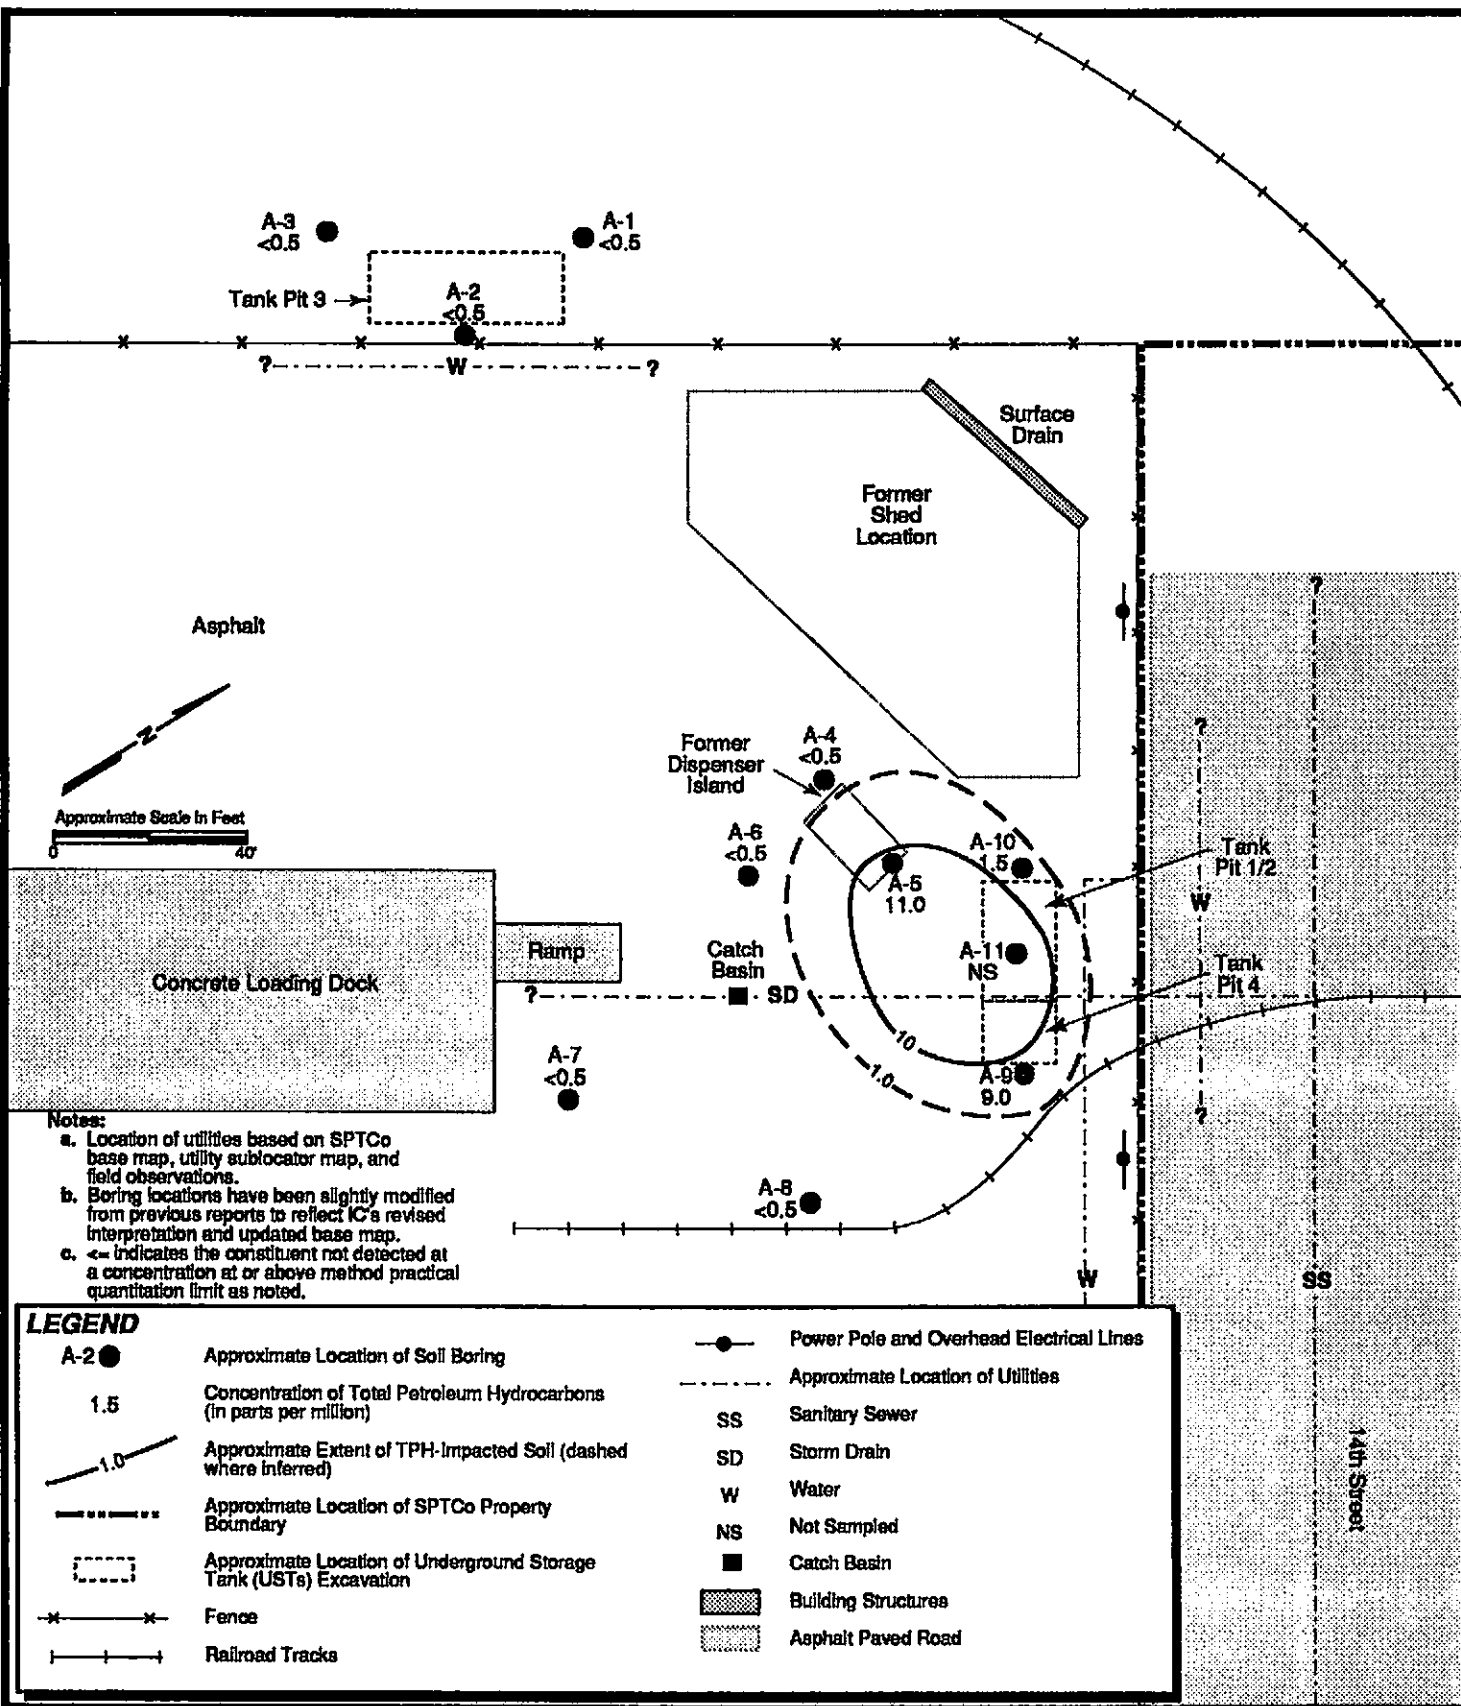 A-3
<0.5
A-1
<0.5
Tank Pit 3
A-2
<0.5
?
W
?
Surface
Drain
Former
Shed
Location
?
Asphalt
N
?
Former
Dispenser
Island
A-4
<0.5
Approximate Scale In Feet
0
40'
A-6
<0.5
A-10
1.5
Tank
Pit 1/2
A-5
11.0
W
Ramp
Catch
Basin
A-11
NS
Concrete Loading Dock
?
SD
Tank
Pit 4
10
A-7
<0.5
1.0
A-9
9.0
?
Notes:
a. Location of utilities based on SPTCo
base map, utility sublocator map, and
field observations.
b. Boring locations have been slightly modified
from previous reports to reflect IC's revised
interpretation and updated base map.
c. <= indicates the constituent not detected at
a concentration at or above method practical
quantitation limit as noted.
A-8
<0.5
W
SS
LEGEND
A-2
Approximate Location of Soil Boring
1.5
Concentration of Total Petroleum Hydrocarbons
(in parts per million)
1.0
Approximate Extent of TPH-Impacted Soil (dashed
where inferred)
Approximate Location of SPTCo Property
Boundary
Approximate Location of Underground Storage
Tank (USTs) Excavation
Fence
Railroad Tracks
Power Pole and Overhead Electrical Lines
Approximate Location of Utilities
SS
Sanitary Sewer
SD
Storm Drain
W
Water
NS
Not Sampled
Catch Basin
Building Structures
Asphalt Paved Road
14th Street